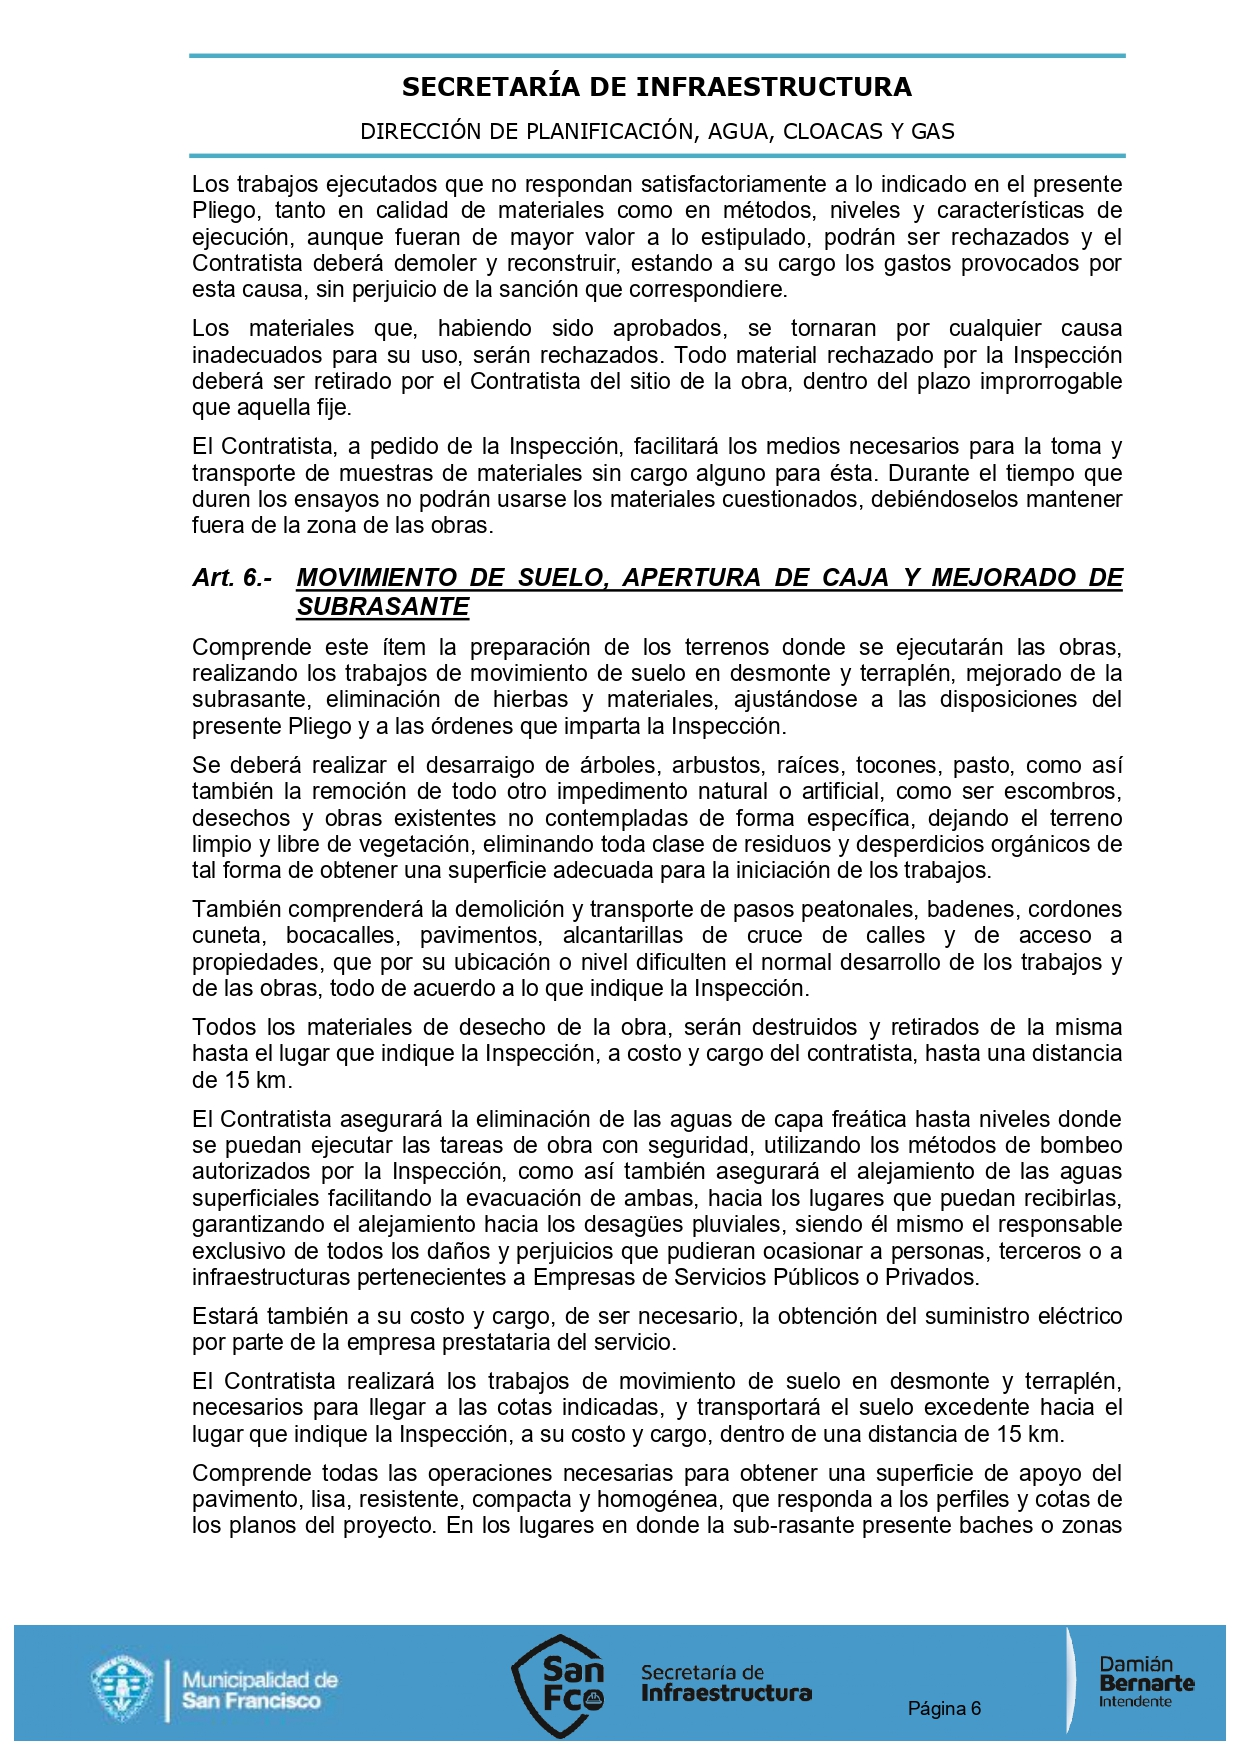 SECRETARÍA DE INFRAESTRUCTURA
DIRECCIÓN DE PLANIFICACIÓN, AGUA, CLOACAS Y GAS
Los trabajos ejecutados que no respondan satisfactoriamente a lo indicado en el presente
Pliego, tanto en calidad de materiales como en métodos, niveles y características de
ejecución, aunque fueran de mayor valor a lo estipulado, podrán ser rechazados y el
Contratista deberá demoler y reconstruir, estando a su cargo los gastos provocados por
esta causa, sin perjuicio de la sanción que correspondiere.
Los materiales que, habiendo sido aprobados, se tornaran por cualquier causa
inadecuados para su uso, serán rechazados. Todo material rechazado por la Inspección
deberá ser retirado por el Contratista del sitio de la obra, dentro del plazo improrrogable
que aquella fije.
El Contratista, a pedido de la Inspección, facilitará los medios necesarios para la toma y
transporte de muestras de materiales sin cargo alguno para ésta. Durante el tiempo que
duren los ensayos no podrán usarse los materiales cuestionados, debiéndoselos mantener
fuera de la zona de las obras.
Art. 6.- MOVIMIENTO DE SUELO, APERTURA DE CAJA Y MEJORADO DE
SUBRASANTE
Comprende este ítem la preparación de los terrenos donde se ejecutarán las obras,
realizando los trabajos de movimiento de suelo en desmonte y terraplén, mejorado de la
subrasante, eliminación de hierbas y materiales, ajustándose a las disposiciones del
presente Pliego y a las órdenes que imparta la Inspección.
Se deberá realizar el desarraigo de árboles, arbustos, raíces, tocones, pasto, como así
también la remoción de todo otro impedimento natural o artificial, como ser escombros,
desechos y obras existentes no contempladas de forma específica, dejando el terreno
limpio y libre de vegetación, eliminando toda clase de residuos y desperdicios orgánicos de
tal forma de obtener una superficie adecuada para la iniciación de los trabajos.
También comprenderá la demolición y transporte de pasos peatonales, badenes, cordones
cuneta, bocacalles, pavimentos, alcantarillas de cruce de calles y de acceso a
propiedades, que por su ubicación o nivel dificulten el normal desarrollo de los trabajos y
de las obras, todo de acuerdo a lo que indique la Inspección.
Todos los materiales de desecho de la obra, serán destruidos y retirados de la misma
hasta el lugar que indique la Inspección, a costo y cargo del contratista, hasta una distancia
de 15 km.
El Contratista asegurará la eliminación de las aguas de capa freática hasta niveles donde
se puedan ejecutar las tareas de obra con seguridad, utilizando los métodos de bombeo
autorizados por la Inspección, como así también asegurará el alejamiento de las aguas
superficiales facilitando la evacuación de ambas, hacia los lugares que puedan recibirlas,
garantizando el alejamiento hacia los desagües pluviales, siendo él mismo el responsable
exclusivo de todos los daños y perjuicios que pudieran ocasionar a personas, terceros o a
infraestructuras pertenecientes a Empresas de Servicios Públicos o Privados.
Estará también a su costo y cargo, de ser necesario, la obtención del suministro eléctrico
por parte de la empresa prestataria del servicio.
El Contratista realizará los trabajos de movimiento de suelo en desmonte y terraplén,
necesarios para llegar a las cotas indicadas, y transportará el suelo excedente hacia el
lugar que indique la Inspección, a su costo y cargo, dentro de una distancia de 15 km.
Comprende todas las operaciones necesarias para obtener una superficie de apoyo del
pavimento, lisa, resistente, compacta y homogénea, que responda a los perfiles y cotas de
los planos del proyecto. En los lugares en donde la sub-rasante presente baches o zonas
Municipalidad de
San Francisco
San
Fco
Secretaría de
Infraestructura
Página 6
Damián
Bernarte
Intendente